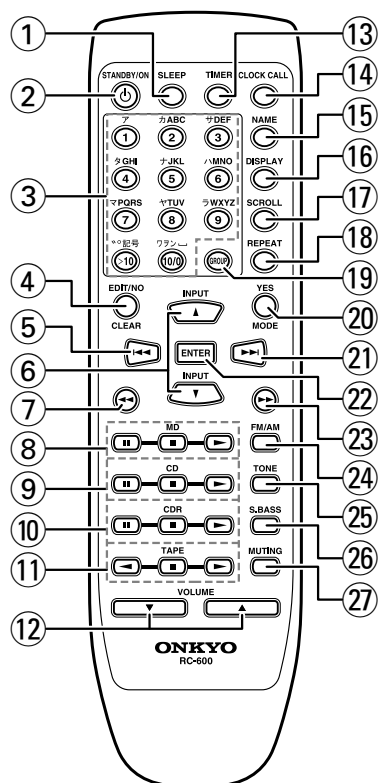 ① ⑬
STANDBY/ON SLEEP TIMER CLOCK CALL
② ⑭
ア カABC サDEF NAME
1 2 3 ⑮
③ タGHI ナJKL ハMNO DISPLAY ⑯
4 5 6
マPQRS ヤTUV ラWXYZ SCROLL ⑰
7 8 9
゛゜記号 ワヲン REPEAT ⑱
>10 10/0 GROUP ⑲
④ EDIT/NO INPUT YES
CLEAR MODE ⑳
⑤ ㉑
⑥ ENTER ㉒
INPUT
⑦ ㉓
MD FM/AM
⑧ ㉔
CD TONE
⑨ ㉕
CDR S.BASS
⑩ ㉖
TAPE MUTING
⑪ ㉗
VOLUME
⑫
ONKYO
RC-600